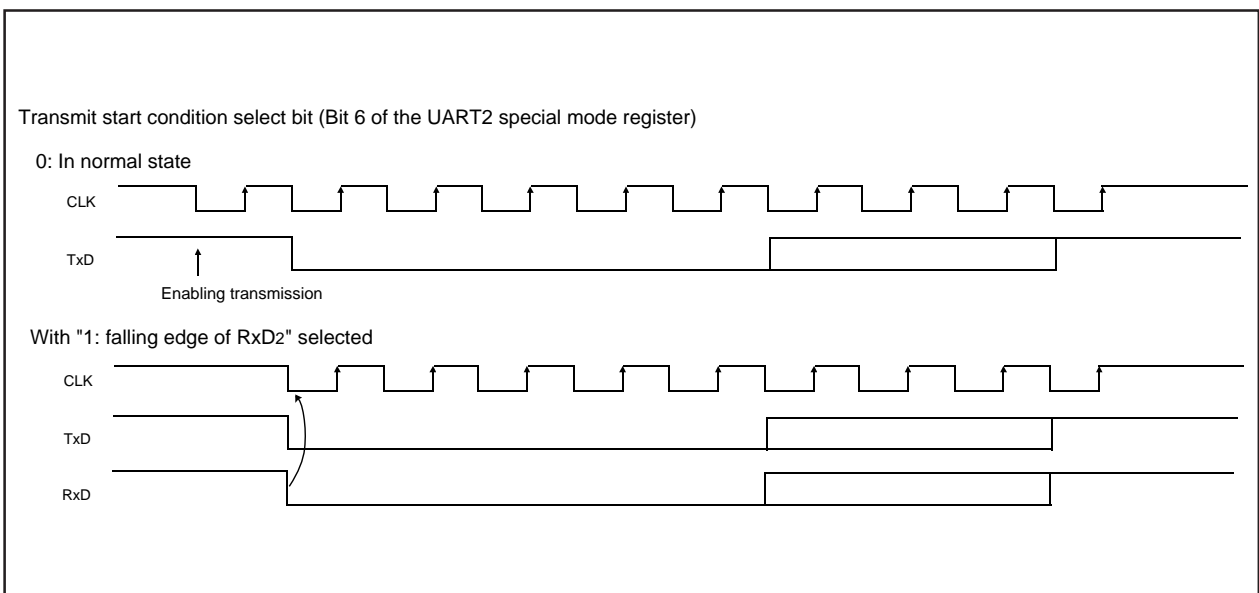 Transmit start condition select bit (Bit 6 of the UART2 special mode register)
0: In normal state
CLK
TxD
Enabling transmission
With "1: falling edge of RxD2" selected
CLK
TxD
RxD